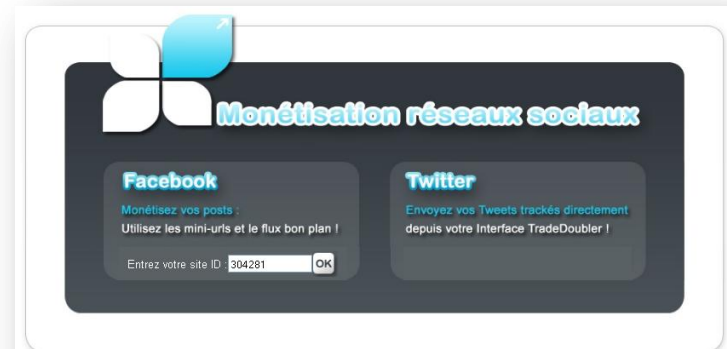 Monétisation réseaux sociaux
Facebook
Monétisez vos posts :
Utilisez les mini-urls et le flux bon plan !
Entrez votre site ID : 304281 OK
Twitter
Envoyez vos Tweets trackés directement
depuis votre Interface TradeDoubler !